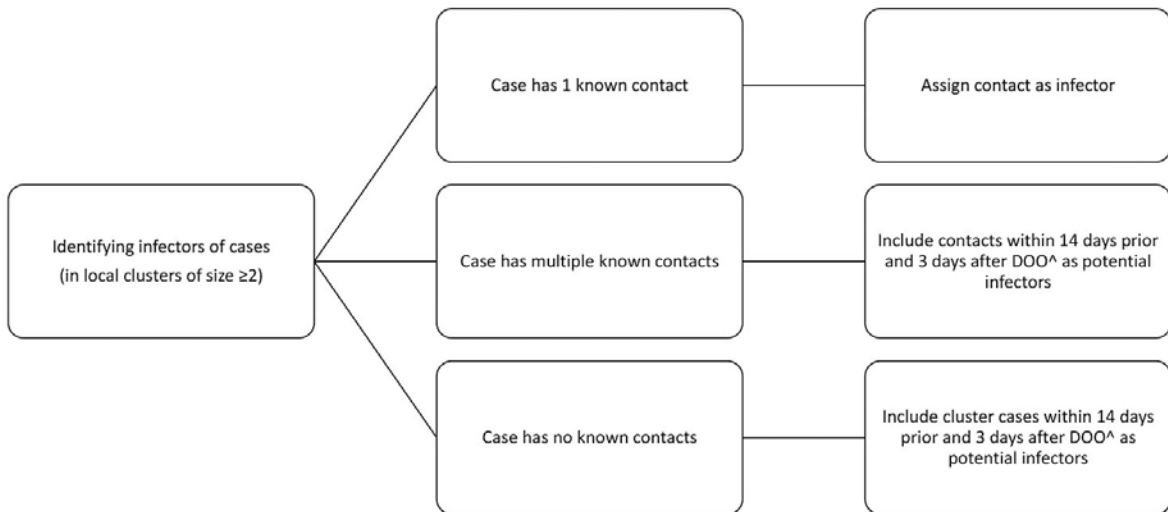 Case has 1 known contact
Assign contact as infector
Identifying infectors of cases
(in local clusters of size ≥2)
Case has multiple known contacts
Include contacts within 14 days prior
and 3 days after DOO^ as potential
infectors
Case has no known contacts
Include cluster cases within 14 days
prior and 3 days after DOO^ as
potential infectors